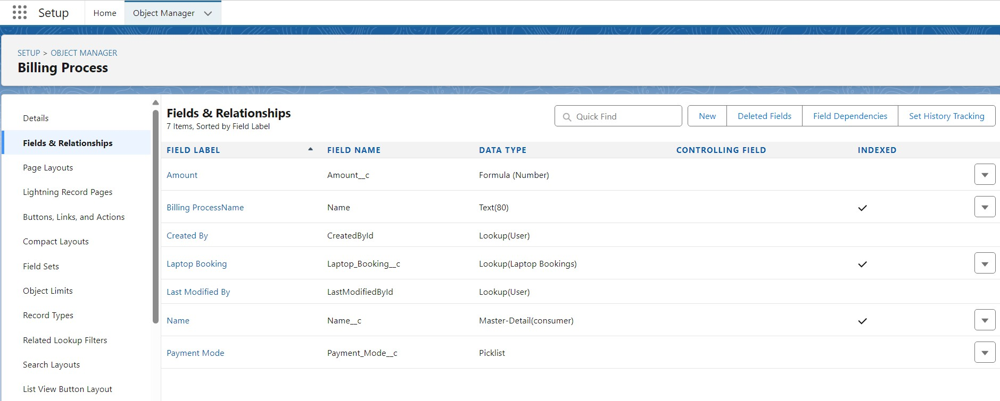 Setup Home Object Manager
SETUP > OBJECT MANAGER
Billing Process
Details
Fields & Relationships
Page Layouts
Lightning Record Pages
Buttons, Links, and Actions
Compact Layouts
Field Sets
Object Limits
Record Types
Related Lookup Filters
Search Layouts
List View Button Layout
Fields & Relationships
7 Items, Sorted by Field Label
Quick Find New Deleted Fields Field Dependencies Set History Tracking
FIELD LABEL FIELD NAME DATA TYPE CONTROLLING FIELD INDEXED
Amount Amount__c Formula (Number)
Billing ProcessName Name Text(80)
Created By CreatedById Lookup(User)
Laptop Booking Laptop_Booking__c Lookup(Laptop Bookings)
Last Modified By LastModifiedById Lookup(User)
Name Name__c Master-Detail(consumer)
Payment Mode Payment_Mode__c Picklist